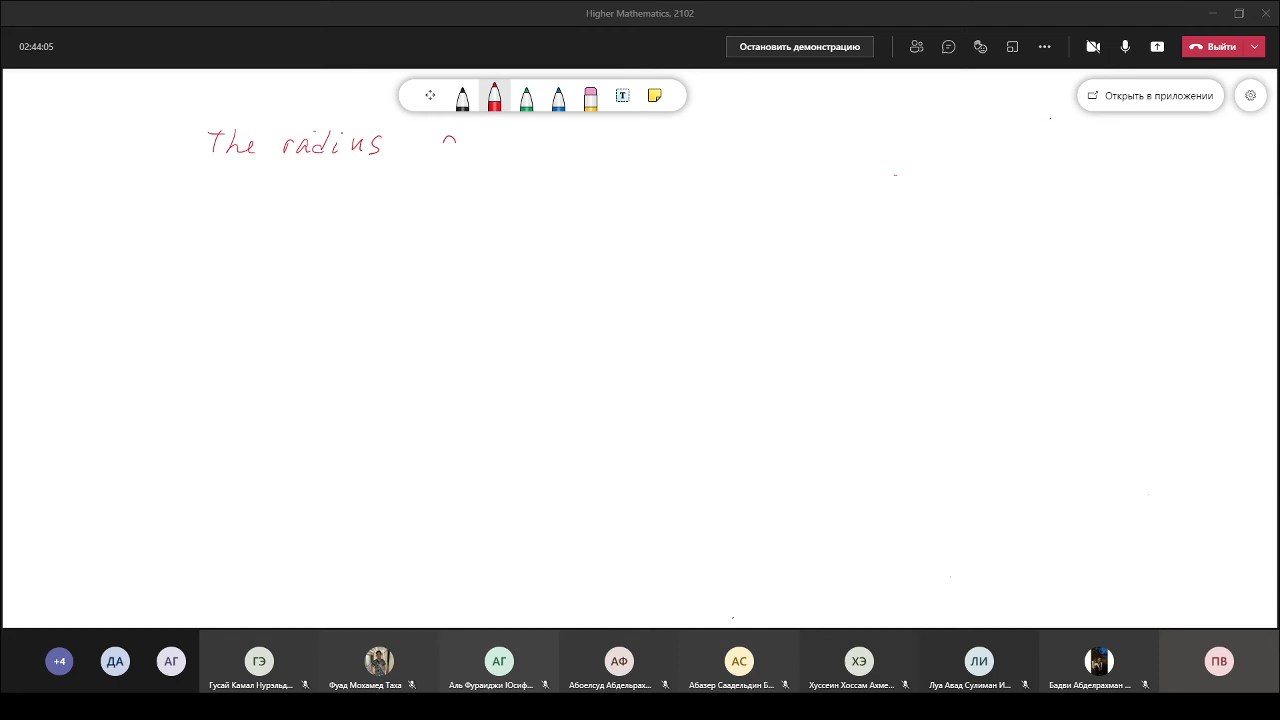 Higher Mathematics, 2102
02:44:05
Остановить демонстрацию
Выйти
Открыть в приложении
The radius
+4
ДА
АГ
ГЭ
АГ
АФ
АС
ХЭ
ЛИ
ПВ
Гусай Камал Нурэльд...
Фуад Мохамед Таха
Аль Фураиджи Юсиф...
Абоелсуд Абдельрах...
Абазер Саадельдин Б...
Хуссеин Хоссам Ахме...
Луа Авад Сулиман И...
Бадви Абделрахман ...